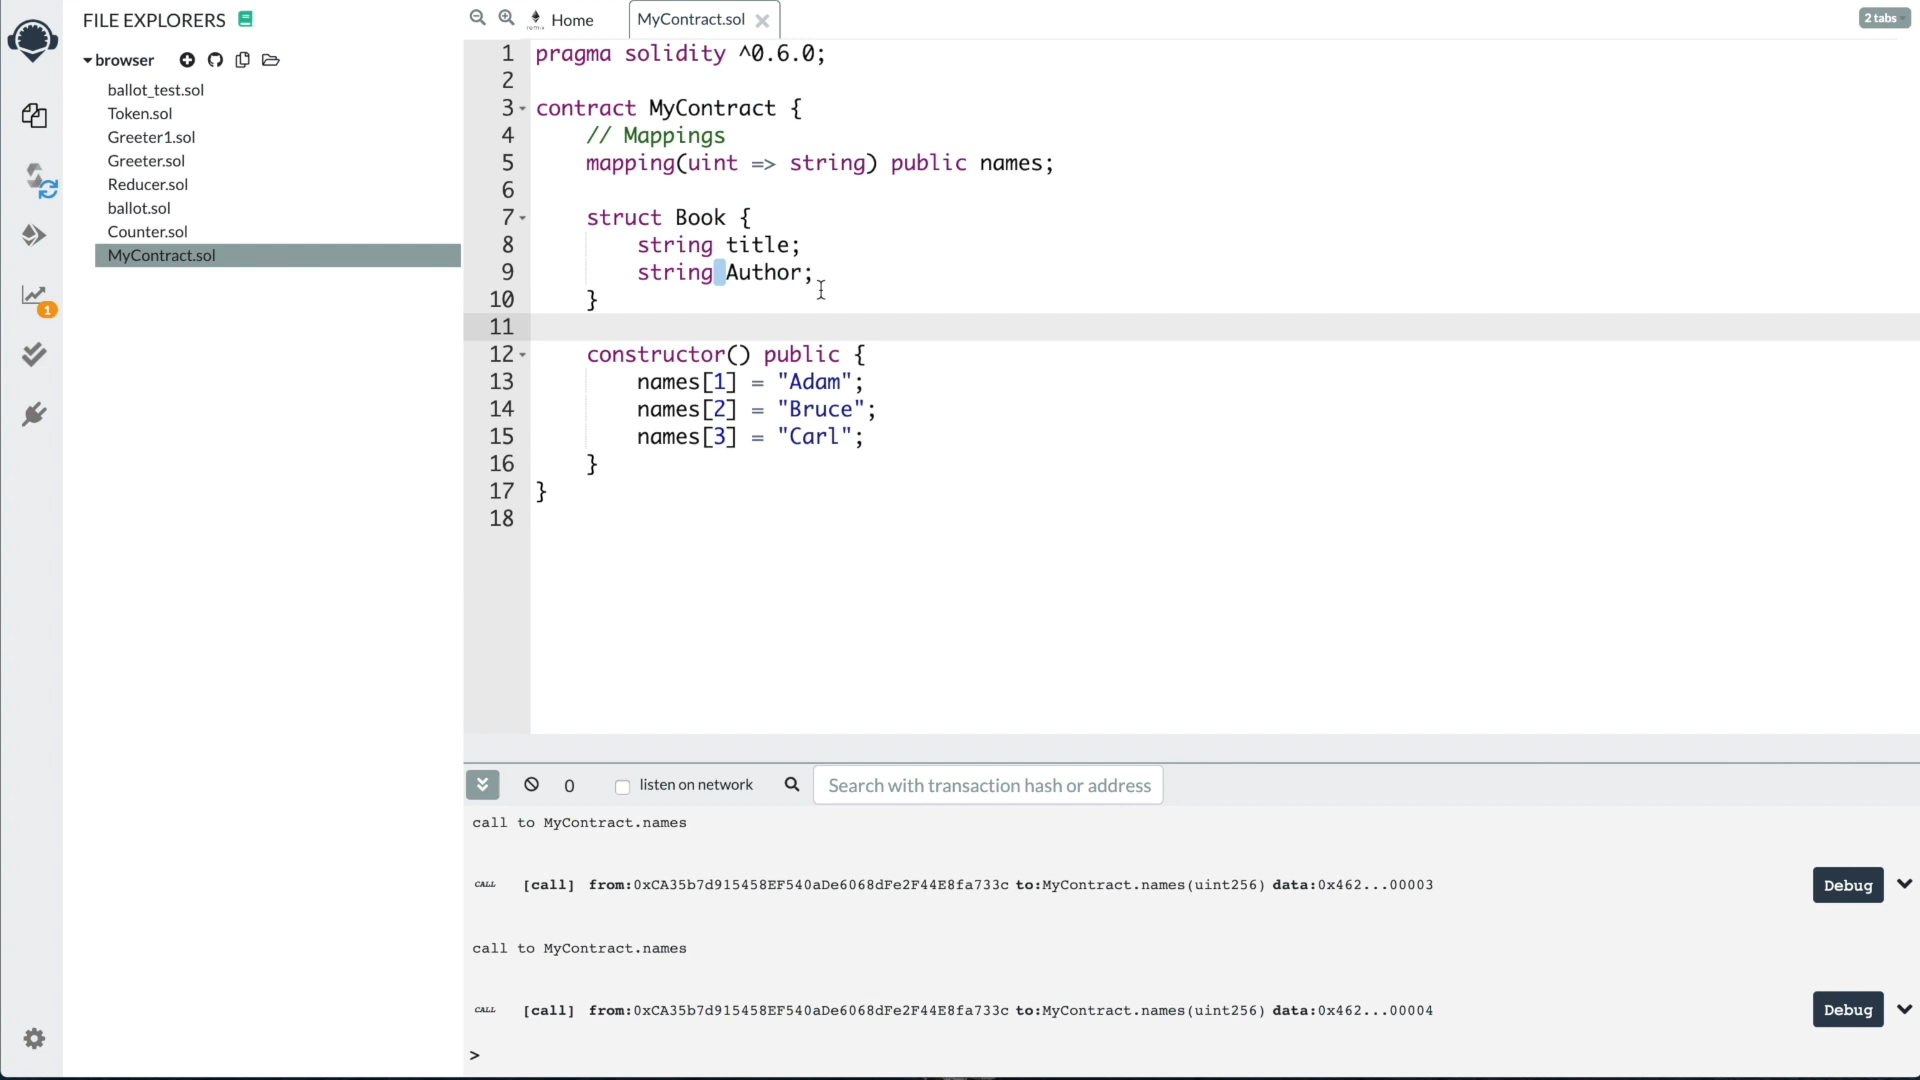 FILE EXPLORERS
browser
ballot_test.sol
Token.sol
Greeter1.sol
Greeter.sol
Reducer.sol
ballot.sol
Counter.sol
MyContract.sol
1
Home
MyContract.sol
2 tabs
1 pragma solidity ^0.6.0;
2
3 contract MyContract {
4 // Mappings
5 mapping(uint => string) public names;
6
7 struct Book {
8 string title;
9 string Author;
10 }
11
12 constructor() public {
13 names[1] = "Adam";
14 names[2] = "Bruce";
15 names[3] = "Carl";
16 }
17 }
18
0 listen on network Search with transaction hash or address
call to MyContract.names
CALL [call] from:0xCA35b7d915458EF540aDe6068dFe2F44E8fa733c to:MyContract.names(uint256) data:0x462...00003 Debug
call to MyContract.names
CALL [call] from:0xCA35b7d915458EF540aDe6068dFe2F44E8fa733c to:MyContract.names(uint256) data:0x462...00004 Debug
>